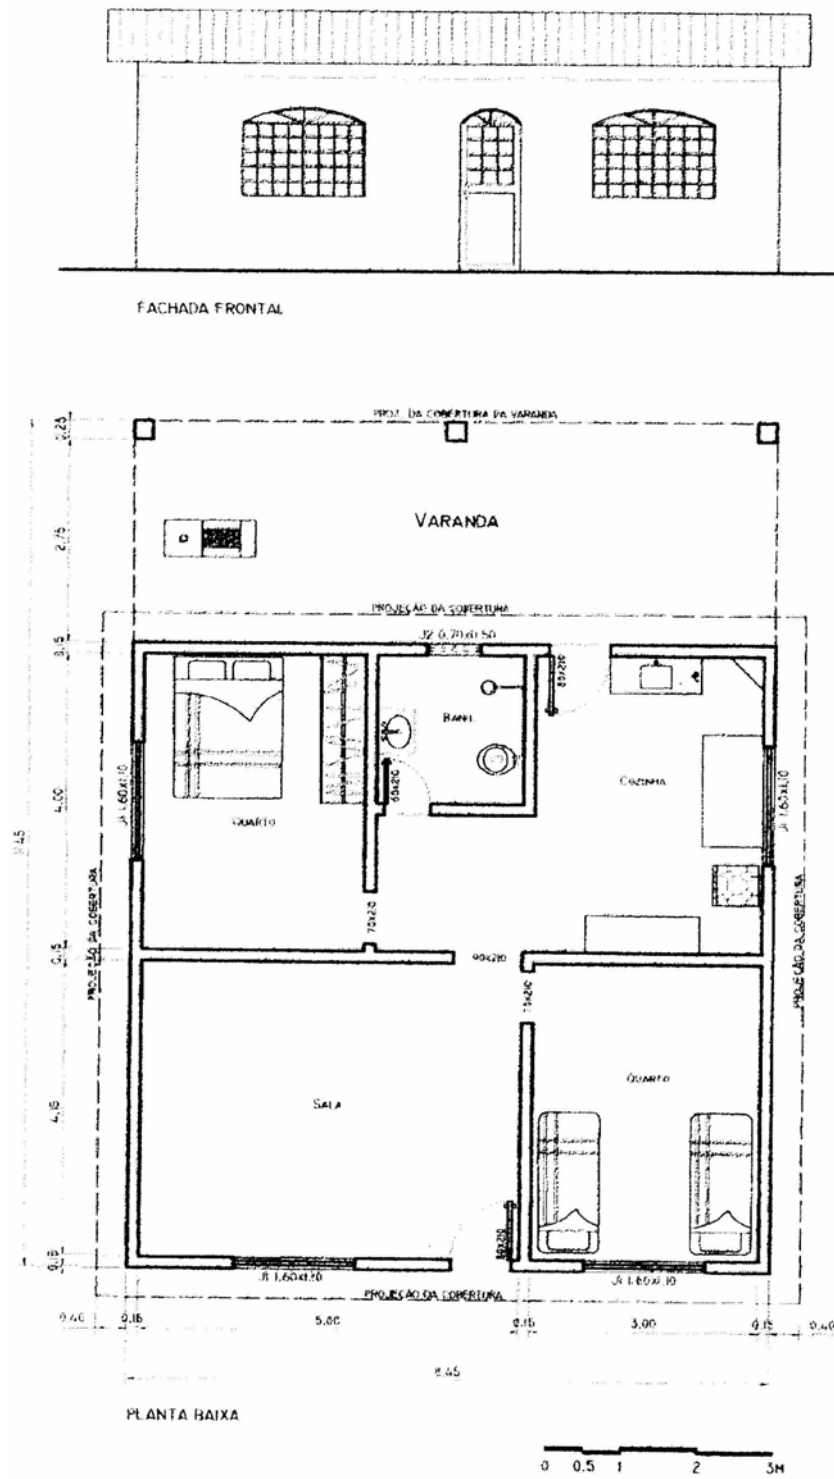 FACHADA FRONTAL
PROJ. DA COBERTURA DA VARANDA
0.25
VARANDA
2.75
PROJEÇÃO DA COBERTURA
J2 0.70x0.50
0.15
80x210
BANH.
COZINHA
60x210
J1 1.60x1.10
4.00
QUARTO
J1 1.60x1.10
8.45
PROJEÇÃO DA COBERTURA
PROJEÇÃO DA COBERTURA
70x210
0.15
90x210
70x210
QUARTO
SALA
4.15
80x210
0.15
J1 1.60x1.10
J1 1.60x1.10
PROJEÇÃO DA COBERTURA
0.40 0.15 5.00 0.15 3.00 0.15 0.40
8.45
PLANTA BAIXA
0 0.5 1 2 3M